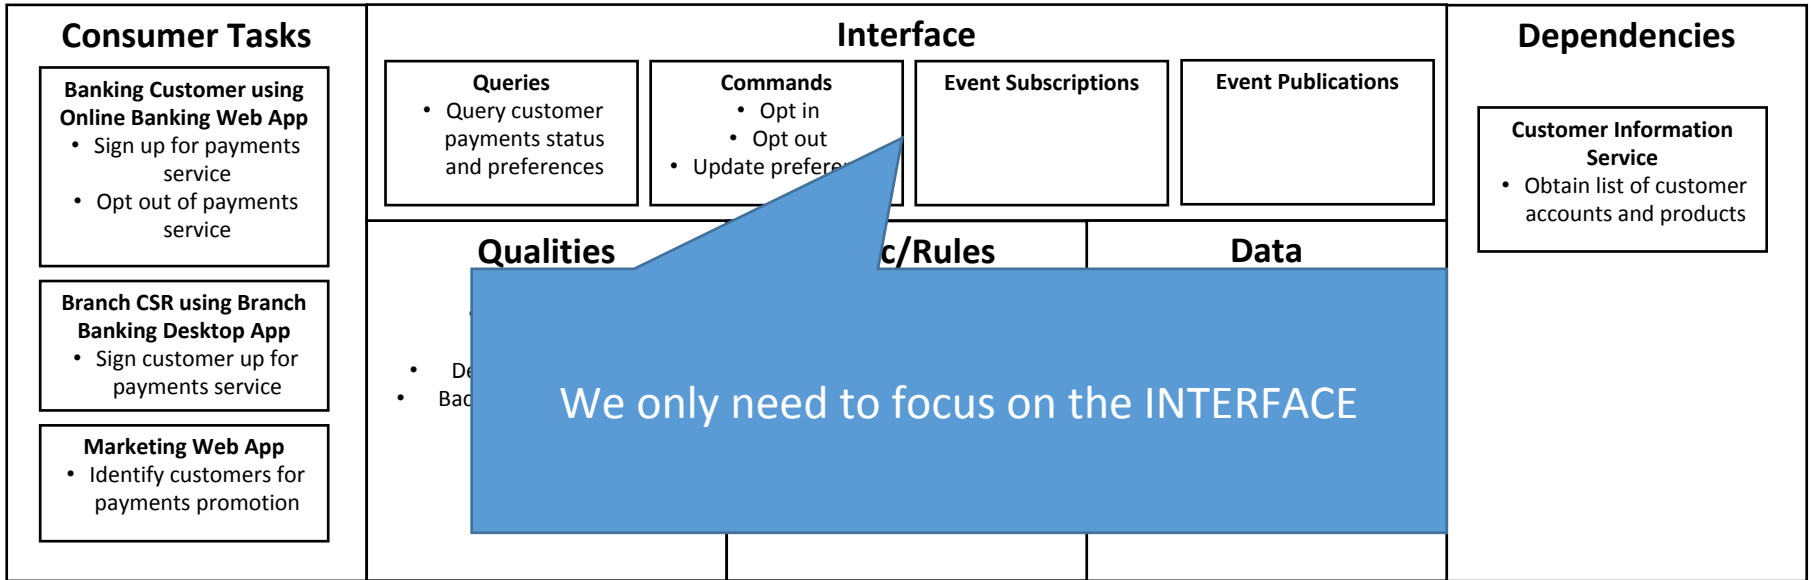 Consumer Tasks
Banking Customer using
Online Banking Web App
• Sign up for payments
service
• Opt out of payments
service
Branch CSR using Branch
Banking Desktop App
• Sign customer up for
payments service
Marketing Web App
• Identify customers for
payments promotion
Interface
Queries
• Query customer
payments status
and preferences
Commands
• Opt in
• Opt out
• Update
Event Subscriptions
Event Publications
Qualities
c/Rules
Data
We only need to focus on the INTERFACE
Dependencies
Customer Information
Service
• Obtain list of customer
accounts and products